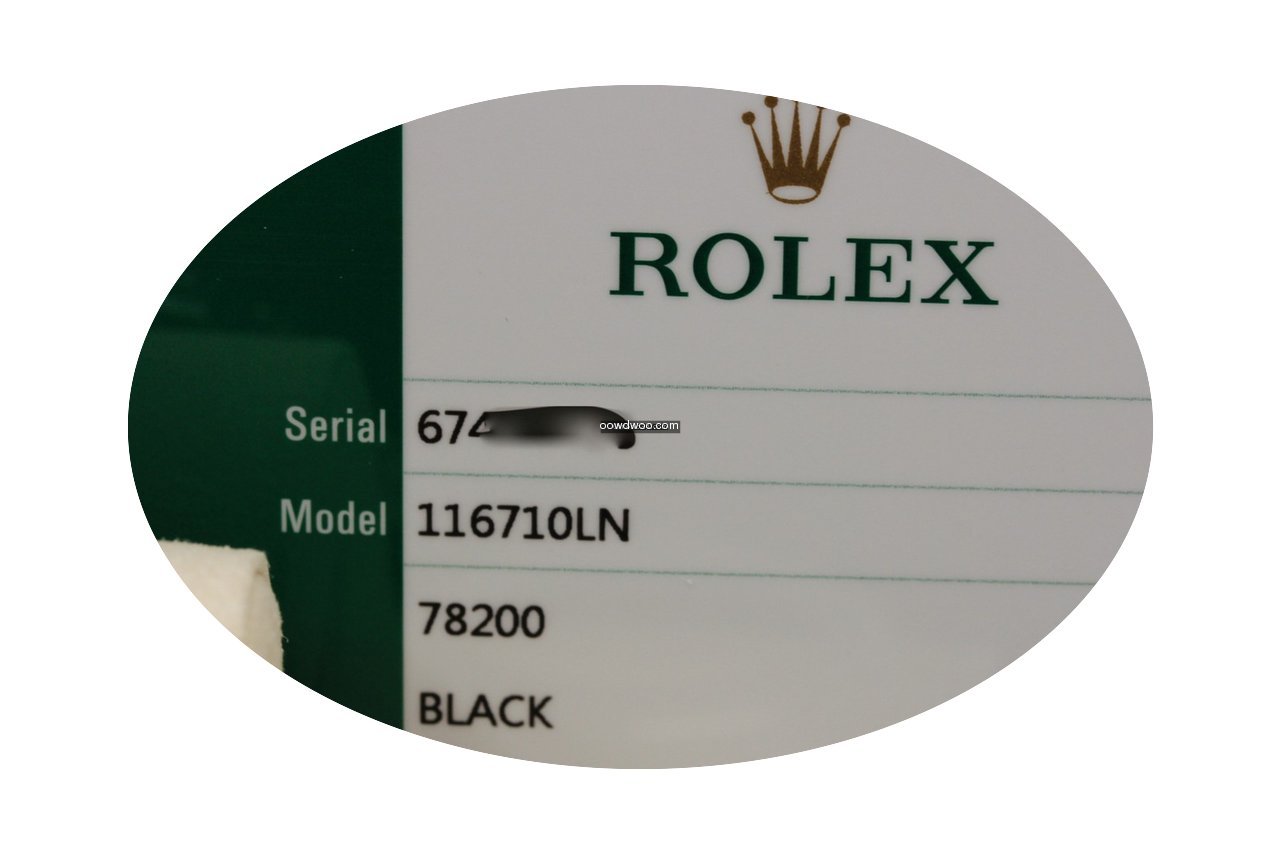 ROLEX
Serial 674
oowdwoo.com
Model 116710LN
78200
BLACK